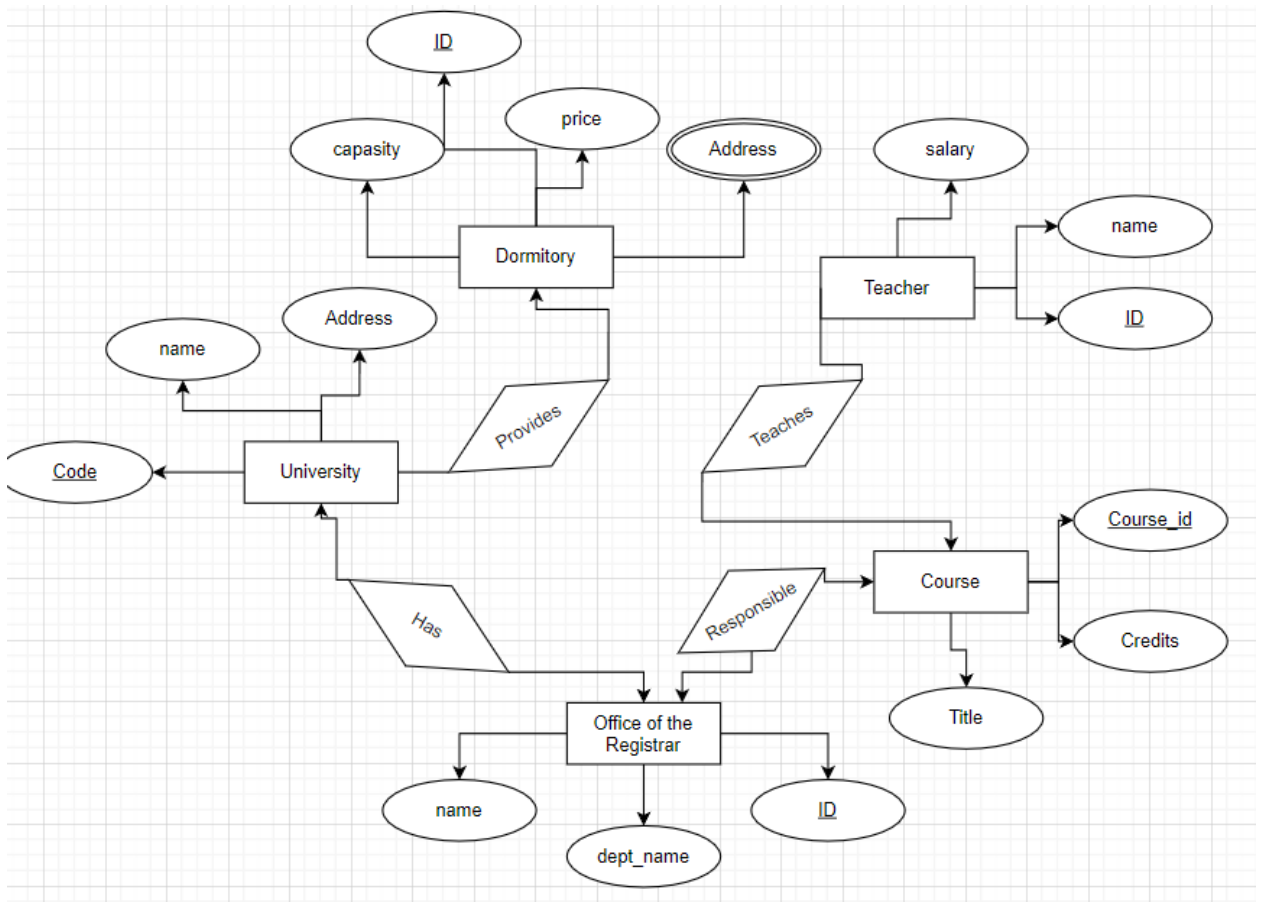 ID
price
capasity
Address
salary
name
Dormitory
Teacher
ID
Address
name
Provides
Teaches
Code
University
Course_id
Course
Responsible
Has
Credits
Title
Office of the
Registrar
name
ID
dept_name